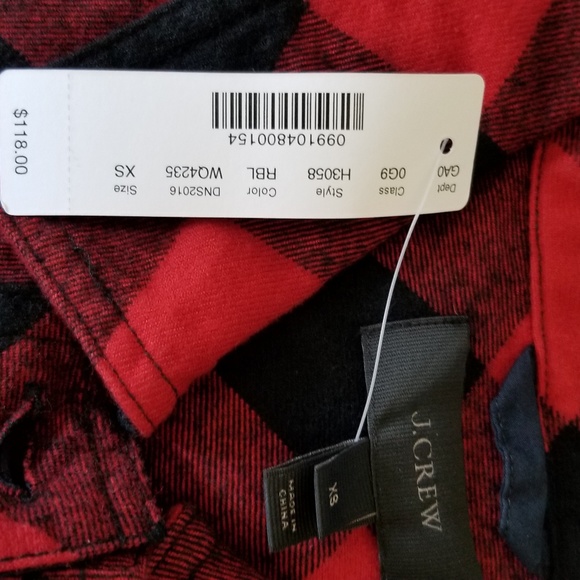 099104800154
Dept Class Style Color DNS2016 Size
GA0 0G9 H3058 RBL WQ4235 XS
$118.00
J.CREW
XS
MADE IN
CHINA